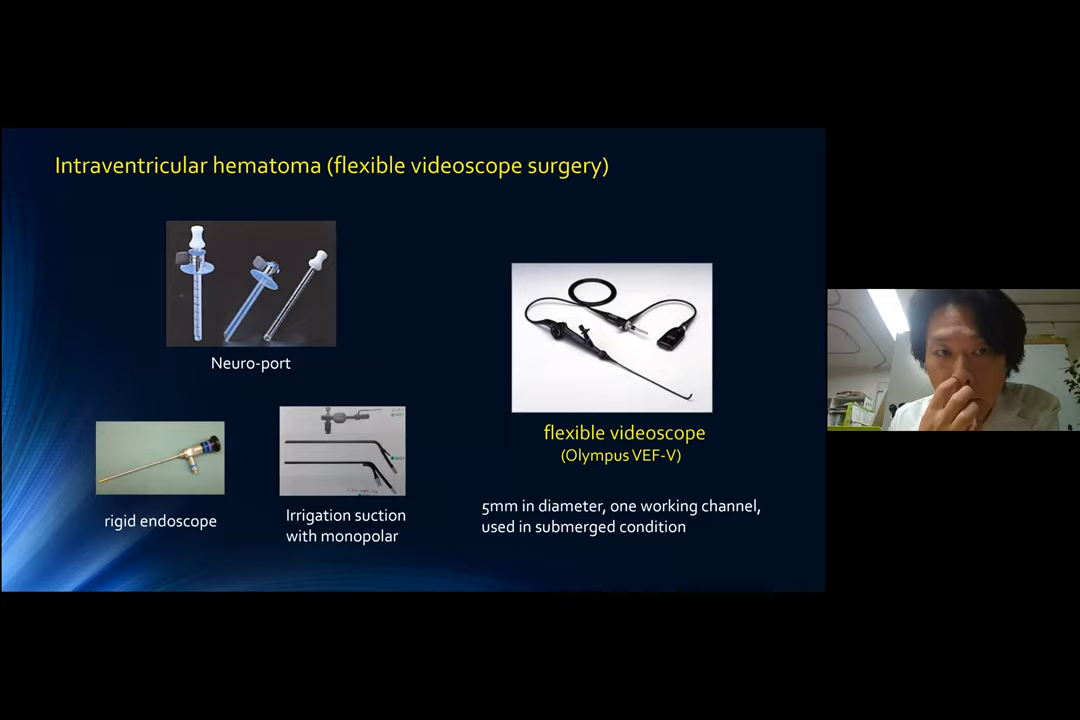 Intraventricular hematoma (flexible videoscope surgery)
Neuro-port
flexible videoscope
(Olympus VEF-V)
rigid endoscope
Irrigation suction
with monopolar
5mm in diameter, one working channel,
used in submerged condition